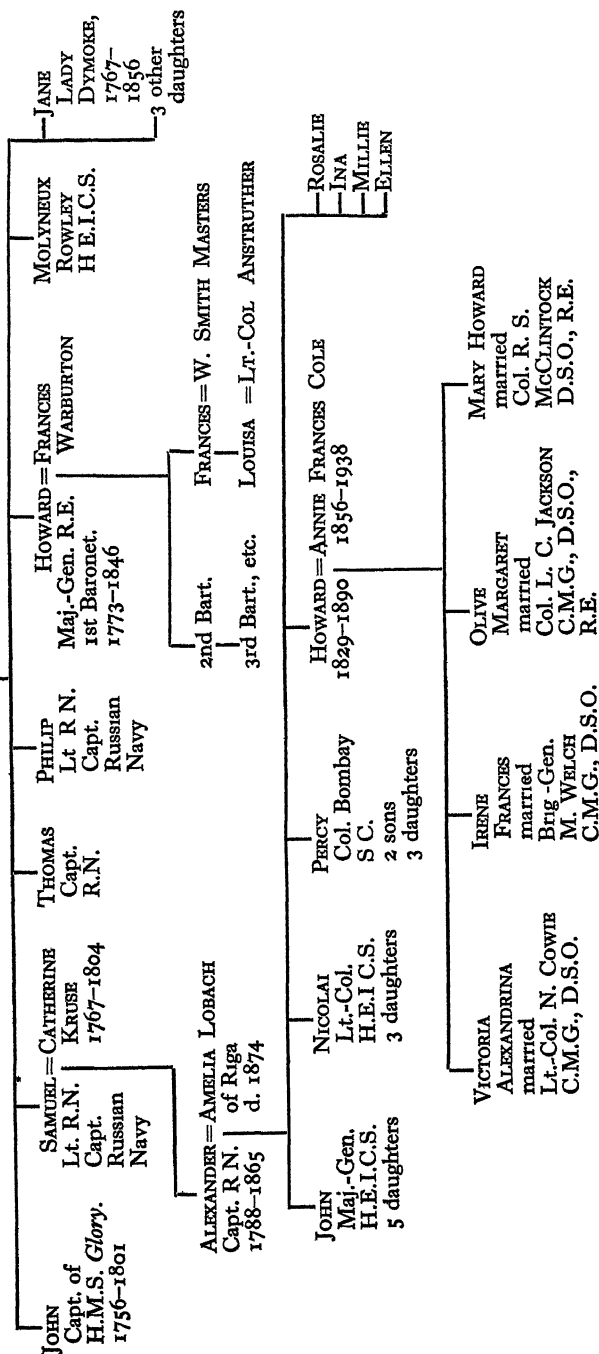 JOHN
Capt. of
H.M.S. Glory.
1756–1801
SAMUEL=CATHERINE
Lt. R.N. KRUSE
Capt. 1767–1804
Russian
Navy
THOMAS
Capt.
R.N.
PHILIP
Lt R N.
Capt.
Russian
Navy
HOWARD=FRANCES
Maj.-Gen. R.E. WARBURTON
1st Baronet.
1773–1846
MOLYNEUX
ROWLEY
H E.I.C.S.
JANE
LADY
DYMOKE,
1767–
1856
3 other
daughters
ALEXANDER=AMELIA LOBACH
Capt. R N. of Riga
1788–1865 d. 1874
2nd Bart. FRANCES=W. SMITH MASTERS
3rd Bart., etc. LOUISA =LT.-COL ANSTRUTHER
JOHN
Maj.-Gen.
H.E.I.C.S.
5 daughters
NICOLAI
Lt.-Col.
H.E.I C.S.
3 daughters
PERCY
Col. Bombay
S C.
2 sons
3 daughters
HOWARD=ANNIE FRANCES COLE
1829–1890 1856–1938
ROSALIE
INA
MILLIE
ELLEN
VICTORIA
ALEXANDRINA
married
Lt.-Col. N. COWIE
C.M.G., D.S.O.
IRENE
FRANCES
married
Brig -Gen.
M. WELCH
C.M.G., D.S.O.
OLIVE
MARGARET
married
Col. L. C. JACKSON
C.M.G., D.S.O.,
R.E.
MARY HOWARD
married
Col. R. S.
MCCLINTOCK
D.S.O., R.E.